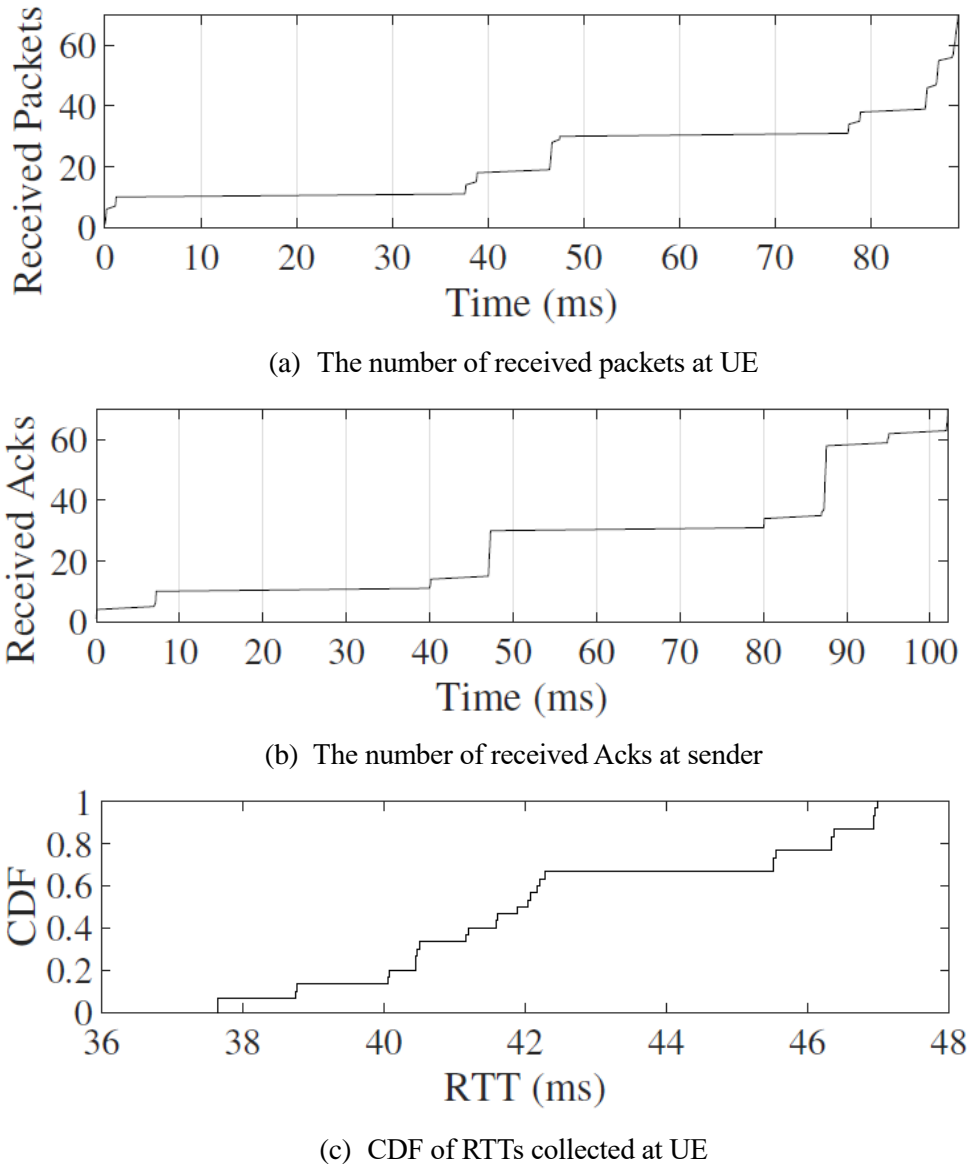 Received Packets
60
40
20
0
0 10 20 30 40 50 60 70 80
Time (ms)
(a) The number of received packets at UE
Received Acks
60
40
20
0
0 10 20 30 40 50 60 70 80 90 100
Time (ms)
(b) The number of received Acks at sender
CDF
1
0.8
0.6
0.4
0.2
0
36 38 40 42 44 46 48
RTT (ms)
(c) CDF of RTTs collected at UE